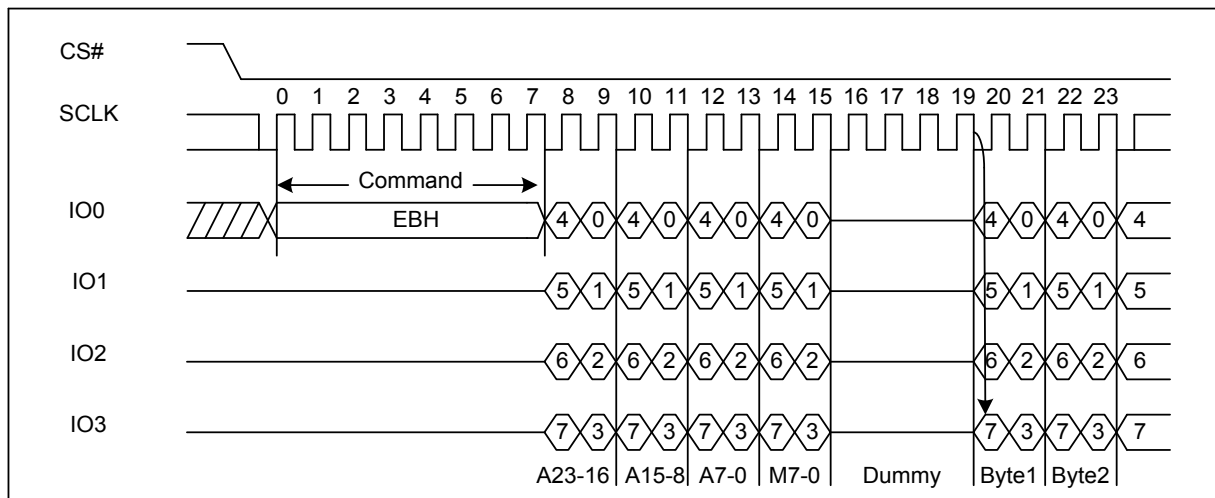 CS#
0 1 2 3 4 5 6 7 8 9 10 11 12 13 14 15 16 17 18 19 20 21 22 23
SCLK
Command
IO0 EBH 4 0 4 0 4 0 4 0 4 0 4 0 4
IO1 5 1 5 1 5 1 5 1 5 1 5 1 5
IO2 6 2 6 2 6 2 6 2 6 2 6 2 6
IO3 7 3 7 3 7 3 7 3 7 3 7 3 7
A23-16 A15-8 A7-0 M7-0 Dummy Byte1 Byte2